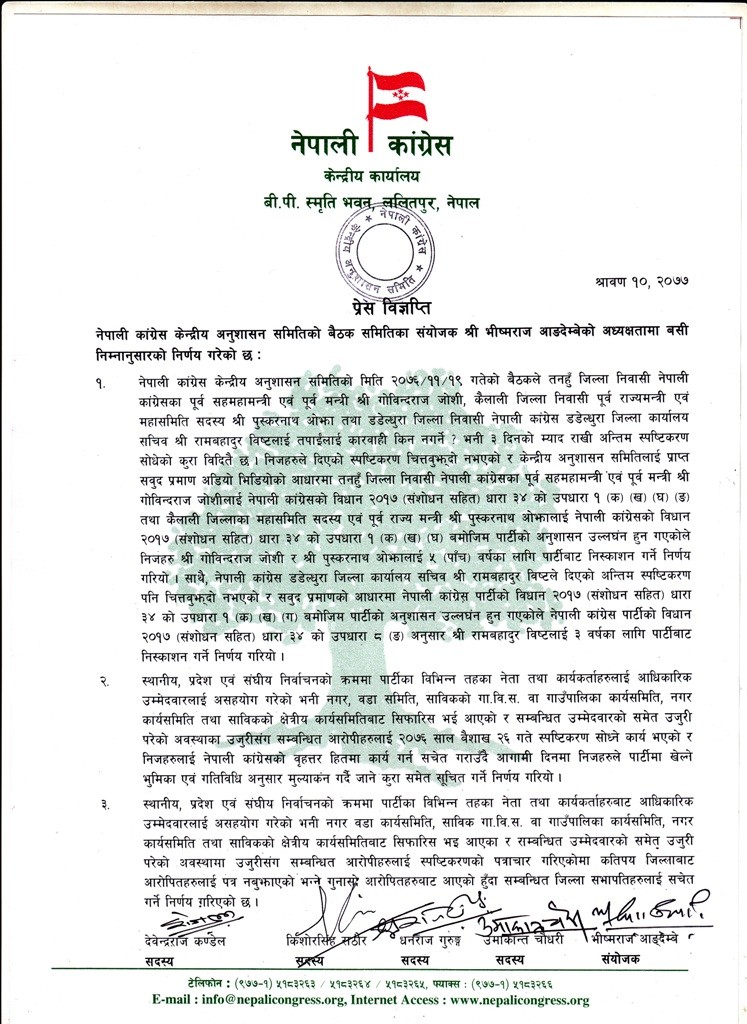 नेपाली कांग्रेस
केन्द्रीय कार्यालय
बी.पी. स्मृति भवन, ललितपुर, नेपाल
★ नेपाली कांग्रेस ★ केन्द्रीय अनुशासन समिति
श्रावण १०, २०७७
प्रेस विज्ञप्ति
नेपाली कांग्रेस केन्द्रीय अनुशासन समितिको बैठक समितिका संयोजक श्री भीष्मराज आङदेम्बेको अध्यक्षतामा बसी
निम्नानुसारको निर्णय गरेको छ :
१. नेपाली कांग्रेस केन्द्रीय अनुशासन समितिको मिति २०७६/११/१९ गतेको बैठकले तनहुँ जिल्ला निवासी नेपाली
कांग्रेसका पूर्व सहमहामन्त्री एवं पूर्व मन्त्री श्री गोविन्दराज जोशी, कैलाली जिल्ला निवासी पूर्व राज्यमन्त्री एवं
महासमिति सदस्य श्री पुस्करनाथ ओझा तथा डडेल्धुरा जिल्ला निवासी नेपाली कांग्रेस डडेल्धुरा जिल्ला कार्यालय
सचिव श्री रामबहादुर विष्टलाई तपाईंलाई कारवाही किन नगर्ने ? भनी ३ दिनको म्याद राखी अन्तिम स्पष्टिकरण
सोधेको कुरा विदितै छ । निजहरुले दिएको स्पष्टिकरण चित्तवुझ्दो नभएको र केन्द्रीय अनुशासन समितिलाई प्राप्त
सवुद प्रमाण अडियो भिडियोको आधारमा तनहुँ जिल्ला निवासी नेपाली कांग्रेसका पूर्व सहमहामन्त्री एवं पूर्व मन्त्री श्री
गोविन्दराज जोशीलाई नेपाली कांग्रेसको विधान २०१७ (संशोधन सहित) धारा ३४ को उपधारा १ (क) (ख) (घ) (ङ)
तथा कैलाली जिल्लाका महासमिति सदस्य एवं पूर्व राज्य मन्त्री श्री पुस्करनाथ ओझालाई नेपाली कांग्रेसको विधान
२०१७ (संशोधन सहित) धारा ३४ को उपधारा १ (क) (ख) (घ) बमोजिम पार्टीको अनुशासन उल्लघंन हुन गएकोले
निजहरु श्री गोविन्दराज जोशी र श्री पुस्करनाथ ओझालाई ५ (पाँच) वर्षका लागि पार्टीबाट निस्काशन गर्ने निर्णय
गरियो । साथै, नेपाली कांग्रेस डडेल्धुरा जिल्ला कार्यालय सचिव श्री रामबहादुर विष्टले दिएको अन्तिम स्पष्टिकरण
पनि चित्तवुझ्दो नभएको र सवुद प्रमाणको आधारमा नेपाली कांग्रेस पार्टीको विधान २०१७ (संशोधन सहित) धारा
३४ को उपधारा १ (क) (ख) (ग) बमोजिम पार्टीको अनुशासन उल्लघंन हुन गएकोले नेपाली कांग्रेस पार्टीको विधान
२०१७ (संशोधन सहित) धारा ३४ को उपधारा ८ (ङ) अनुसार श्री रामबहादुर विष्टलाई ३ वर्षका लागि पार्टीबाट
निस्काशन गर्ने निर्णय गरियो ।
२. स्थानीय, प्रदेश एवं संघीय निर्वाचनको क्रममा पार्टीका विभिन्न तहका नेता तथा कार्यकर्ताहरुलाई आधिकारिक
उम्मेदवारलाई असहयोग गरेको भनी नगर, वडा समिति, साविकको गा.वि.स. वा गाउँपालिका कार्यसमिति, नगर
कार्यसमिति तथा साविकको क्षेत्रीय कार्यसमितिबाट सिफारिस भई आएको र सम्बन्धित उम्मेदवारको समेत उजुरी
परेको अवस्थाका उजुरीसंग सम्बन्धित आरोपीहरुलाई २०७६ साल बैशाख २६ गते स्पष्टिकरण सोध्ने कार्य भएको र
निजहरुलाई नेपाली कांग्रेसको वृहत्तर हितमा कार्य गर्न सचेत गराउँदै आगामी दिनमा निजहरुले पार्टीमा खेल्ने
भुमिका एवं गतिविधि अनुसार मुल्याकंन गर्दै जाने कुरा समेत सूचित गर्ने निर्णय गरियो ।
३. स्थानीय, प्रदेश एवं संघीय निर्वाचनको क्रममा पार्टीका विभिन्न तहका नेता तथा कार्यकर्ताहरुबाट आधिकारिक
उम्मेदवारलाई असहयोग गरेको भनी नगर वडा कार्यसमिति, साविक गा.वि.स. वा गाउँपालिका कार्यसमिति, नगर
कार्यसमिति तथा साविकको क्षेत्रीय कार्यसमितिबाट सिफारिस भइ आएका र राम्बन्धित उम्मेदवारको समेत् उजुरी
परेको अवस्थामा उजुरीसंग सम्बन्धित आरोपीहरुलाई स्पष्टिकरणको पत्राचार गरिएकोमा कतिपय जिल्लाबाट
आरोपितहरुलाई पत्र नबुझाएको भन्ने गुनासो आरोपितहरुबाट आएको हुँदा सम्बन्धित जिल्ला सभापतिहरुलाई सचेत
गर्ने निर्णय गरिएको छ ।
देवेन्द्रराज कण्डेल किशोरसिंह राठौर धनराज गुरुङ्ग उमाकान्त चौधरी भीष्मराज आङ्देम्बे
सदस्य सदस्य सदस्य सदस्य संयोजक
टेलिफोन : (९७७-१) ५१८३२६३ / ५१८३२६४ / ५१८३२६५, फ्याक्स : (९७७-१) ५१८३२६६
E-mail : info@nepalicongress.org, Internet Access : www.nepalicongress.org